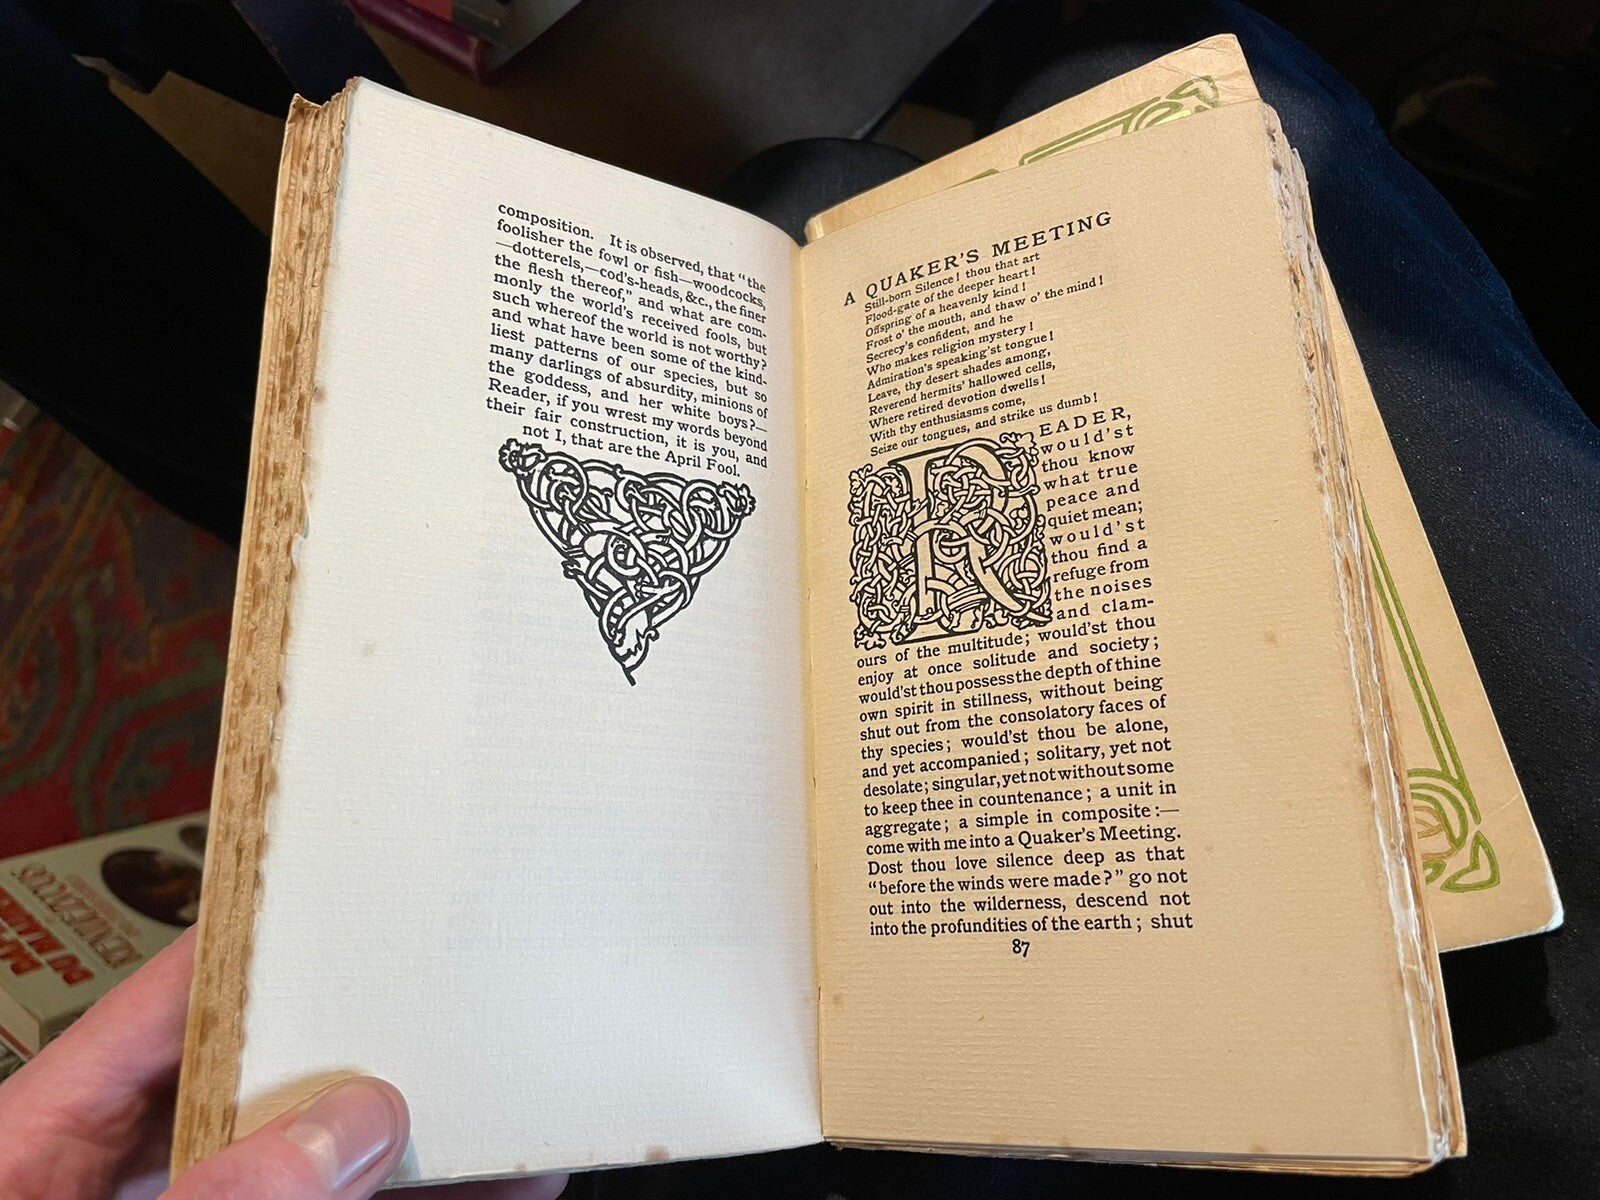 composition. It is observed, that "the
foolisher the fowl or fish—woodcocks,
—dotterels,—cod's-heads, &c., the finer
the flesh thereof," and what are com-
monly the world's received fools, but
such whereof the world is not worthy?
and what have been some of the kind-
liest patterns of our species, but so
many darlings of absurdity, minions of
the goddess, and her white boys?—
Reader, if you wrest my words beyond
their fair construction, it is you, and
not I, that are the April Fool.
A QUAKER'S MEETING
Still-born Silence! thou that art
Flood-gate of the deeper heart!
Offspring of a heavenly kind!
Frost o' the mouth, and thaw o' the mind!
Secrecy's confident, and he
Who makes religion mystery!
Admiration's speaking'st tongue!
Leave, thy desert shades among,
Reverend hermits' hallowed cells,
Where retired devotion dwells!
With thy enthusiasms come,
Seize our tongues, and strike us dumb!
READER,
would'st
thou know
what true
peace and
quiet mean;
would'st
thou find a
refuge from
the noises
and clam-
ours of the multitude; would'st thou
enjoy at once solitude and society;
would'st thou possess the depth of thine
own spirit in stillness, without being
shut out from the consolatory faces of
thy species; would'st thou be alone,
and yet accompanied; solitary, yet not
desolate; singular, yet not without some
to keep thee in countenance; a unit in
aggregate; a simple in composite:—
come with me into a Quaker's Meeting.
Dost thou love silence deep as that
"before the winds were made?" go not
out into the wilderness, descend not
into the profundities of the earth; shut
87